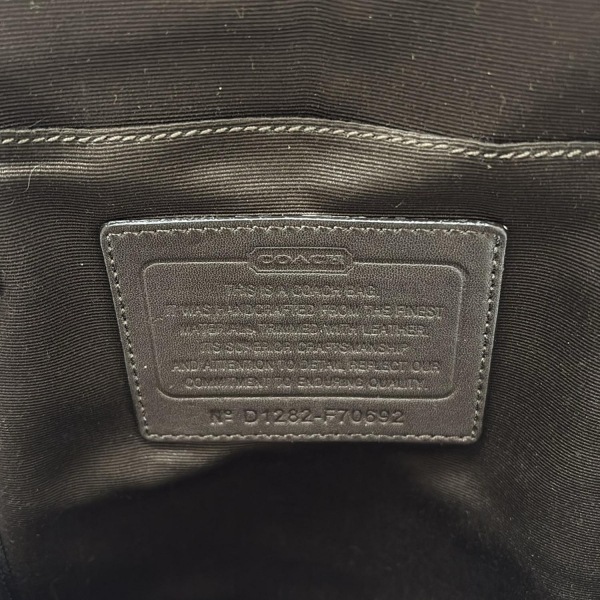 COACH
THIS IS A COACH BAG.
IT WAS HANDCRAFTED FROM THE FINEST
MATERIALS, TRIMMED WITH LEATHER.
ITS SUPERIOR CRAFTSMANSHIP
AND ATTENTION TO DETAIL REFLECT OUR
COMMITMENT TO ENDURING QUALITY.
Nº D1282-F70692